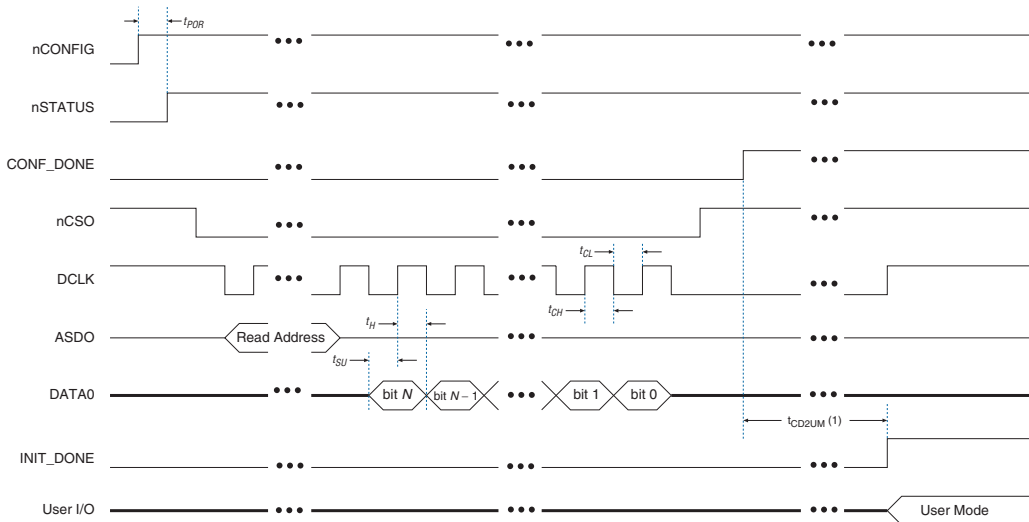 tPOR
nCONFIG
nSTATUS
CONF_DONE
nCSO
tCL
DCLK
tCH
tH
ASDO
Read Address
tSU
DATA0
bit N
bit N – 1
bit 1
bit 0
tCD2UM (1)
INIT_DONE
User I/O
User Mode